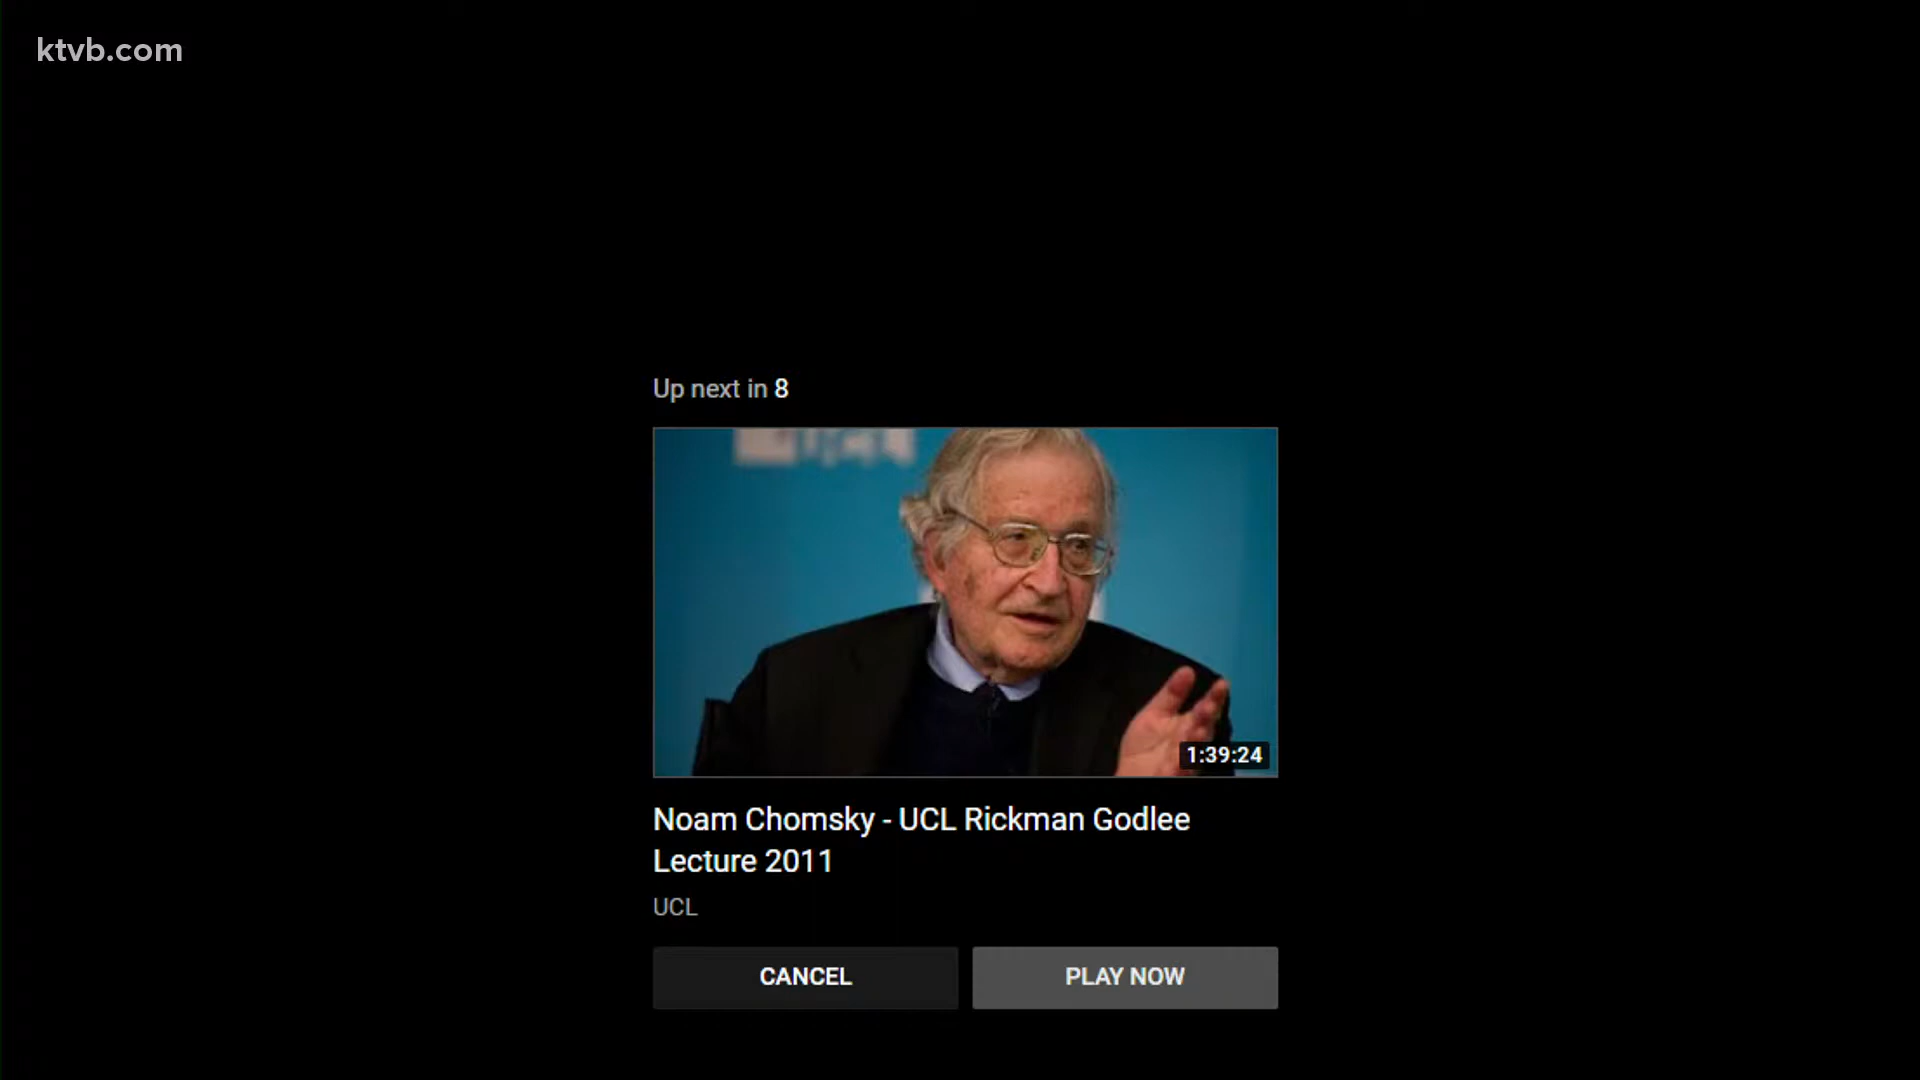 ktvb.com
Up next in 8
1:39:24
Noam Chomsky - UCL Rickman Godlee
Lecture 2011
UCL
CANCEL
PLAY NOW